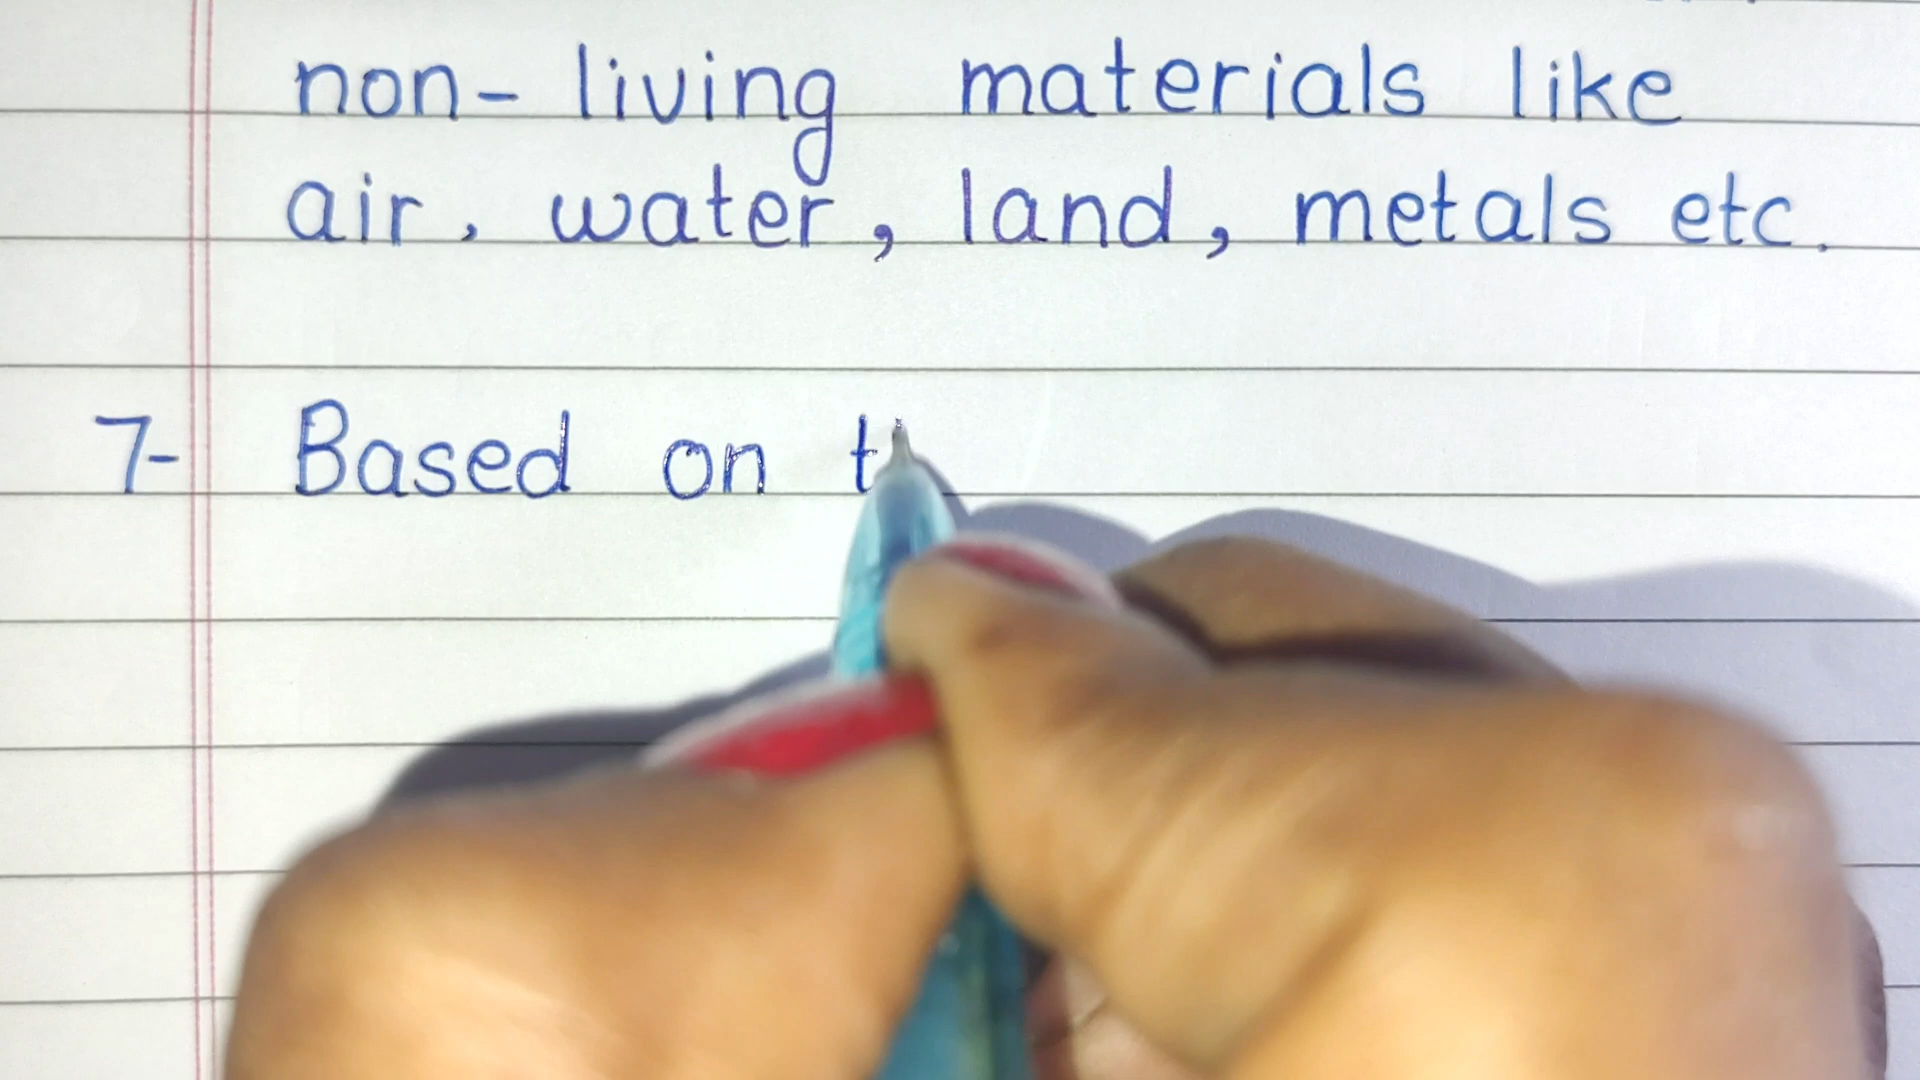 non-living materials like
air, water, land, metals etc.
7- Based on t